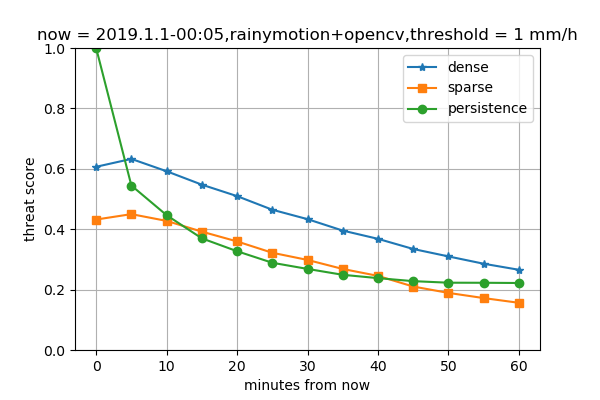 now = 2019.1.1-00:05,rainymotion+opencv,threshold = 1 mm/h
1.0
0.8
0.6
0.4
0.2
0.0
threat score
dense
sparse
persistence
0 10 20 30 40 50 60
minutes from now